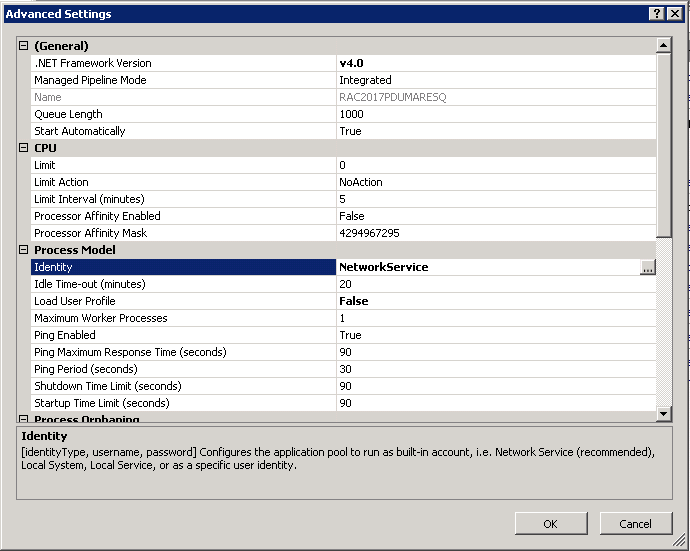 Advanced Settings
(General)
.NET Framework Version v4.0
Managed Pipeline Mode Integrated
Name RAC2017PDUMARESQ
Queue Length 1000
Start Automatically True
CPU
Limit 0
Limit Action NoAction
Limit Interval (minutes) 5
Processor Affinity Enabled False
Processor Affinity Mask 4294967295
Process Model
Identity NetworkService ...
Idle Time-out (minutes) 20
Load User Profile False
Maximum Worker Processes 1
Ping Enabled True
Ping Maximum Response Time (seconds) 90
Ping Period (seconds) 30
Shutdown Time Limit (seconds) 90
Startup Time Limit (seconds) 90
Process Orphaning
Identity
[identityType, username, password] Configures the application pool to run as built-in account, i.e. Network Service (recommended),
Local System, Local Service, or as a specific user identity.
OK Cancel